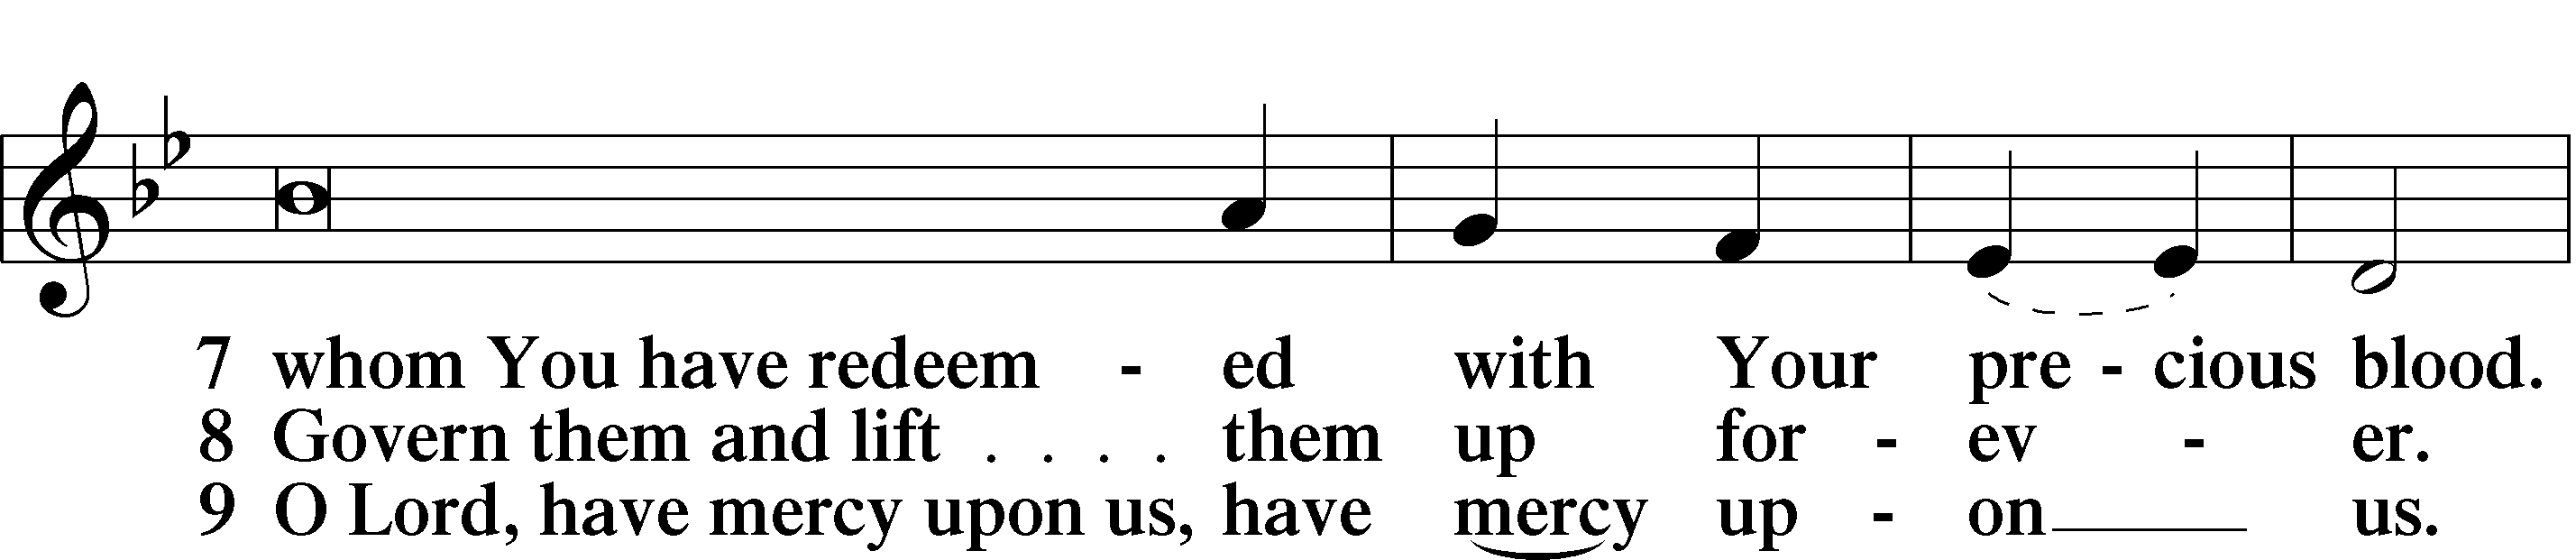 7 whom You have redeem - ed with Your pre - cious blood.
8 Govern them and lift . . . . them up for - ev - er.
9 O Lord, have mercy upon us, have mercy up - on us.